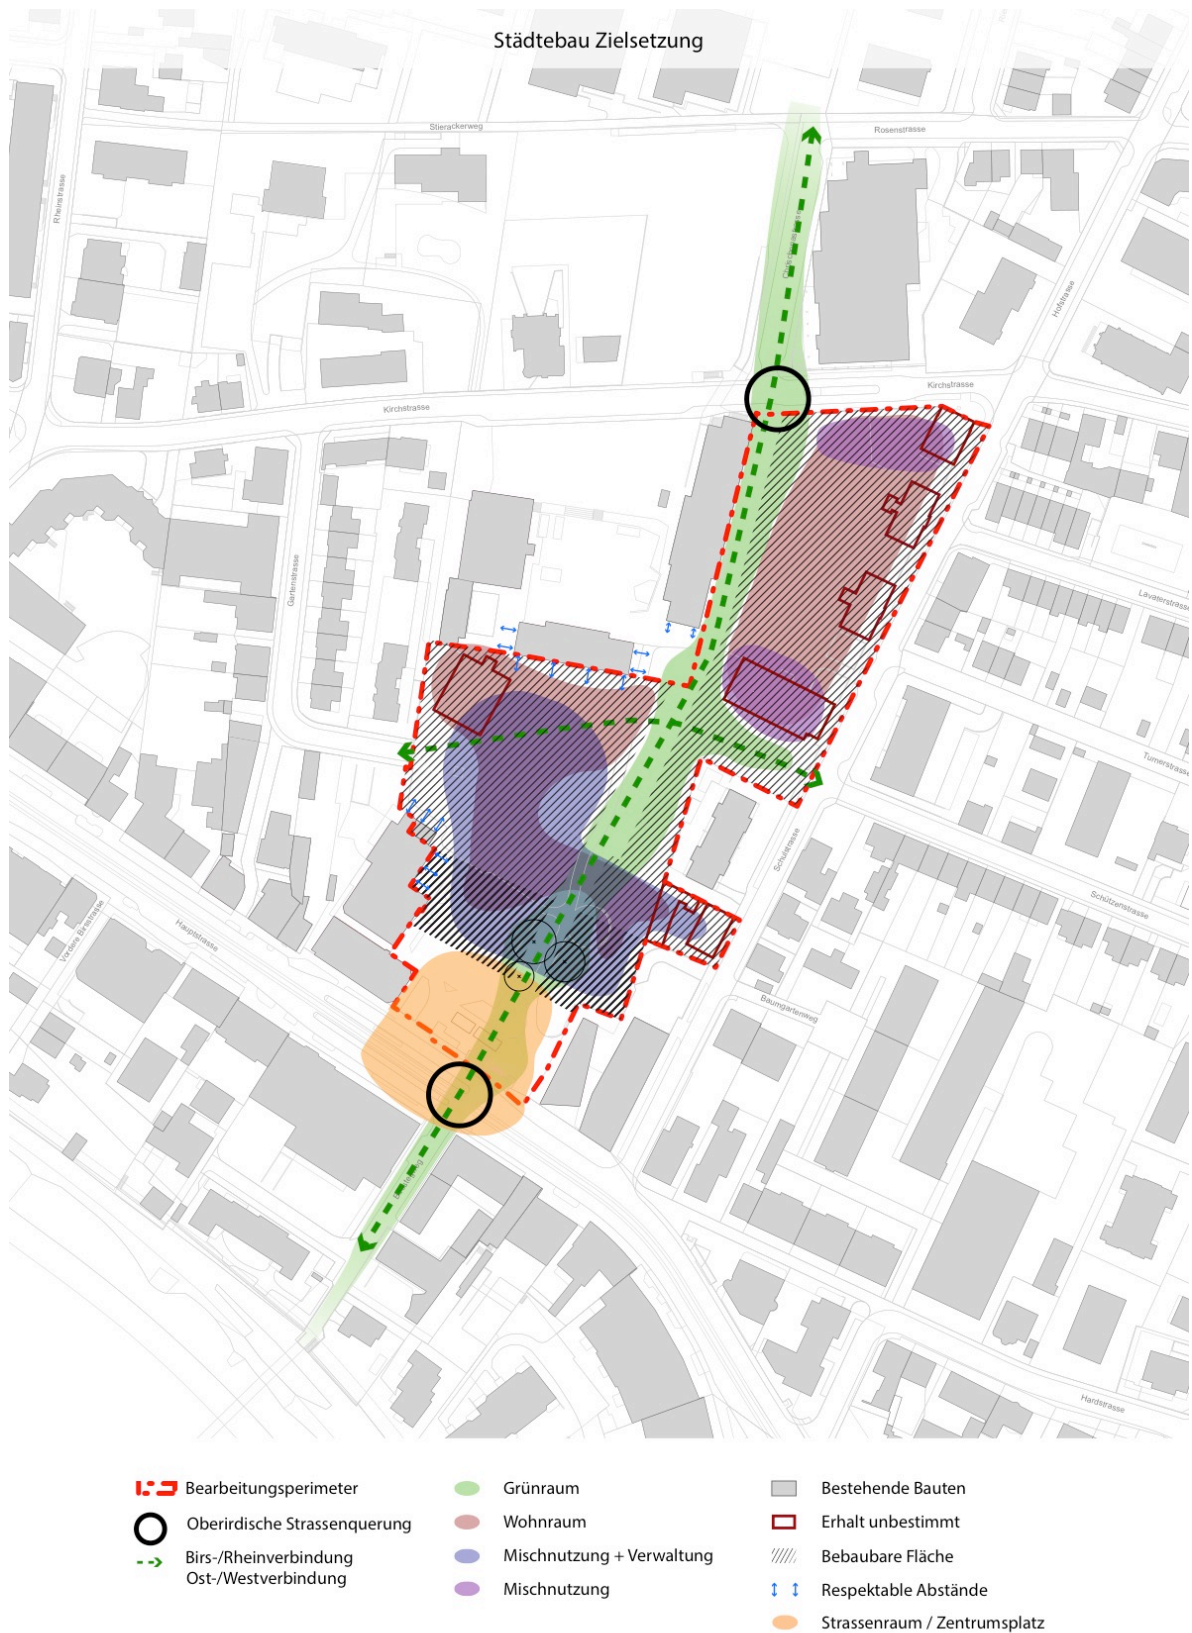 Städtebau Zielsetzung
Stierackerweg
Rosenstrasse
Rheinstrasse
Hofstrasse
Kirchstrasse
Kirchstrasse
Gartenstrasse
Lavaterstrasse
Turnerstrasse
Schulstrasse
Schützenstrasse
Vordere Birsstrasse
Hauptstrasse
Baumgartenweg
Hardstrasse
Bearbeitungsperimeter
Oberirdische Strassenquerung
Birs-/Rheinverbindung
Ost-/Westverbindung
Grünraum
Wohnraum
Mischnutzung + Verwaltung
Mischnutzung
Bestehende Bauten
Erhalt unbestimmt
Bebaubare Fläche
Respektable Abstände
Strassenraum / Zentrumsplatz